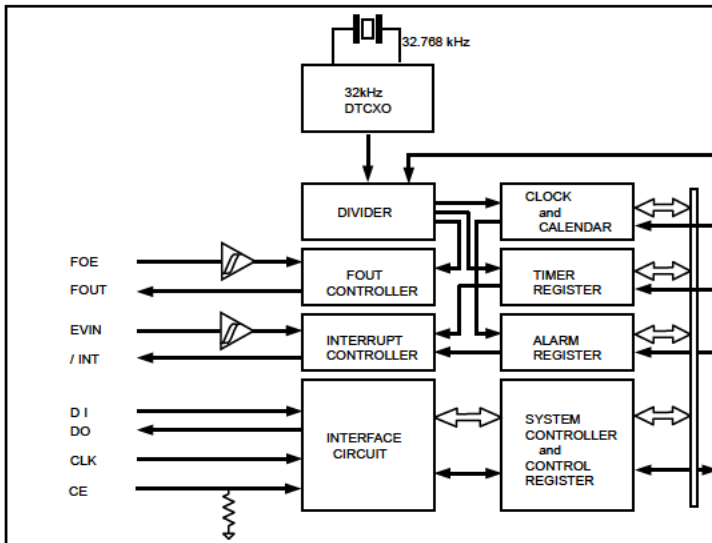 32.768 kHz
32kHz
DTCXO
DIVIDER
CLOCK
and
CALENDAR
FOE
FOUT
FOUT
CONTROLLER
TIMER
REGISTER
EVIN
/ INT
INTERRUPT
CONTROLLER
ALARM
REGISTER
D I
DO
CLK
CE
INTERFACE
CIRCUIT
SYSTEM
CONTROLLER
and
CONTROL
REGISTER